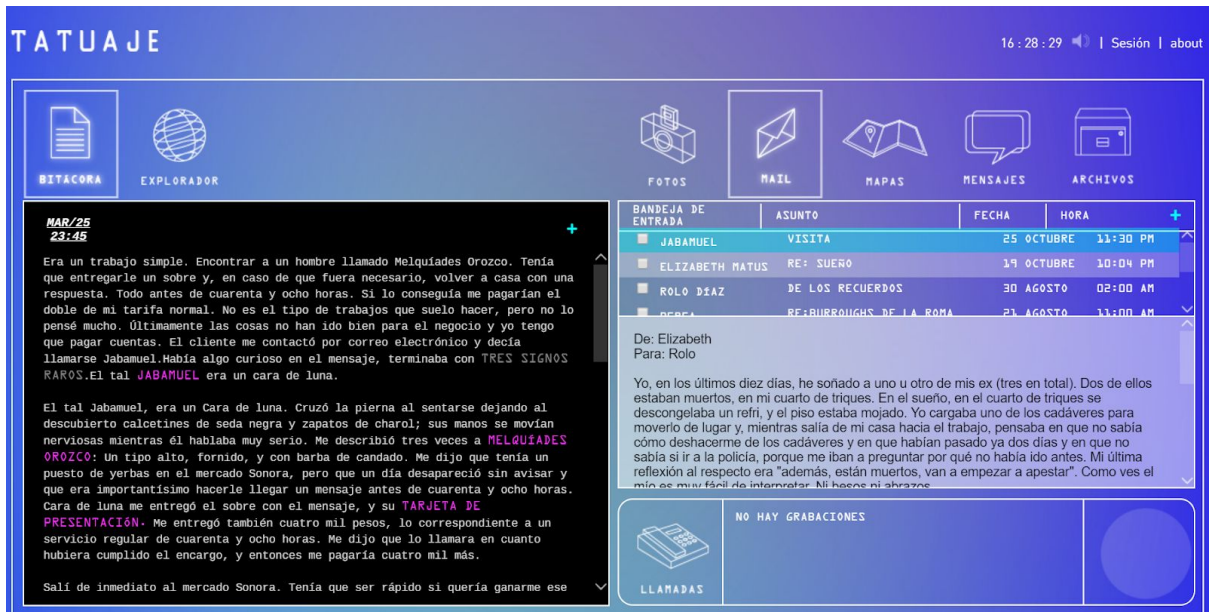 TATUAJE
16:28:29 | Sesión | about
BITÁCORA
EXPLORADOR
FOTOS
MAIL
MAPAS
MENSAJES
ARCHIVOS
MAR/25
23:45
+
Era un trabajo simple. Encontrar a un hombre llamado Melquíades Orozco. Tenía
que entregarle un sobre y, en caso de que fuera necesario, volver a casa con una
respuesta. Todo antes de cuarenta y ocho horas. Si lo conseguía me pagarían el
doble de mi tarifa normal. No es el tipo de trabajos que suelo hacer, pero no lo
pensé mucho. Últimamente las cosas no han ido bien para el negocio y yo tengo
que pagar cuentas. El cliente me contactó por correo electrónico y decía
llamarse Jabamuel.Había algo curioso en el mensaje, terminaba con TRES SIGNOS
RAROS.El tal JABAMUEL era un cara de luna.
El tal Jabamuel, era un Cara de luna. Cruzó la pierna al sentarse dejando al
descubierto calcetines de seda negra y zapatos de charol; sus manos se movían
nerviosas mientras él hablaba muy serio. Me describió tres veces a MELQUÍADES
OROZCO: Un tipo alto, fornido, y con barba de candado. Me dijo que tenía un
puesto de yerbas en el mercado Sonora, pero que un día desapareció sin avisar y
que era importantísimo hacerle llegar un mensaje antes de cuarenta y ocho horas.
Cara de luna me entregó el sobre con el mensaje, y su TARJETA DE
PRESENTACIÓN. Me entregó también cuatro mil pesos, lo correspondiente a un
servicio regular de cuarenta y ocho horas. Me dijo que lo llamara en cuanto
hubiera cumplido el encargo, y entonces me pagaría cuatro mil más.
Salí de inmediato al mercado Sonora. Tenía que ser rápido si quería ganarme ese
BANDEJA DE ENTRADA ASUNTO FECHA HORA +
JABAMUEL VISITA 25 OCTUBRE 11:30 PM
ELIZABETH MATUS RE: SUEÑO 19 OCTUBRE 10:04 PM
ROLO DÍAZ DE LOS RECUERDOS 30 AGOSTO 02:00 AM
RE:BURROUGHS DE LA ROMA 21 AGOSTO 11:00 AM
De: Elizabeth
Para: Rolo
Yo, en los últimos diez días, he soñado a uno u otro de mis ex (tres en total). Dos de ellos
estaban muertos, en mi cuarto de triques. En el sueño, en el cuarto de triques se
descongelaba un refri, y el piso estaba mojado. Yo cargaba uno de los cadáveres para
moverlo de lugar y, mientras salía de mi casa hacia el trabajo, pensaba en que no sabía
cómo deshacerme de los cadáveres y en que habían pasado ya dos días y en que no
sabía si ir a la policía, porque me iban a preguntar por qué no había ido antes. Mi última
reflexión al respecto era "además, están muertos, van a empezar a apestar". Como ves el
mío es muy fácil de interpretar. Ni besos ni abrazos
LLAMADAS
NO HAY GRABACIONES